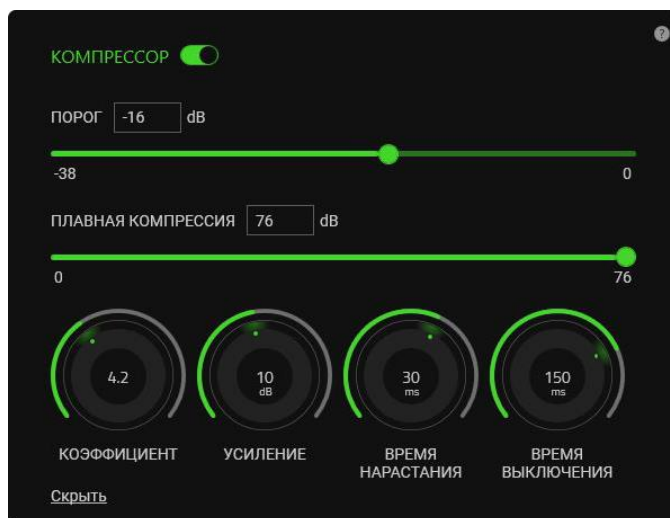 ?
КОМПРЕССОР
ПОРОГ -16 dB
-38 0
ПЛАВНАЯ КОМПРЕССИЯ 76 dB
0 76
4.2 10 dB 30 ms 150 ms
КОЭФФИЦИЕНТ УСИЛЕНИЕ ВРЕМЯ НАРАСТАНИЯ ВРЕМЯ ВЫКЛЮЧЕНИЯ
Скрыть